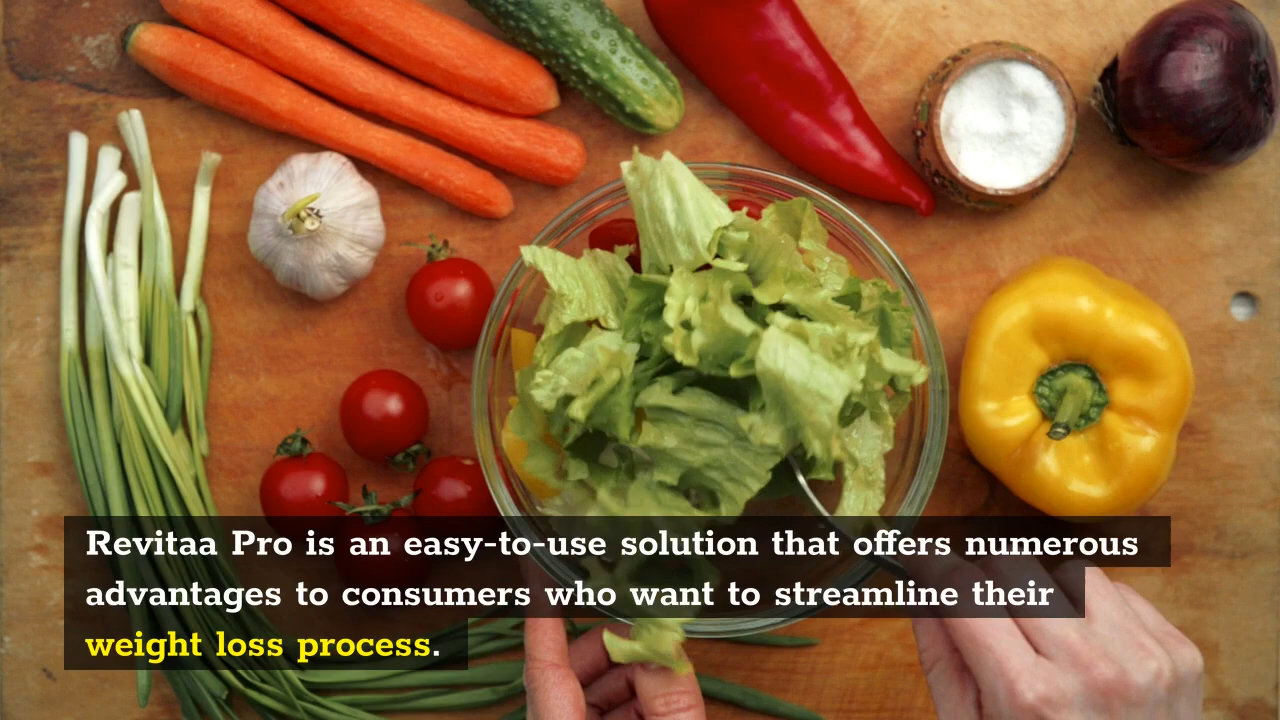 Revitaa Pro is an easy-to-use solution that offers numerous
advantages to consumers who want to streamline their
weight loss process.